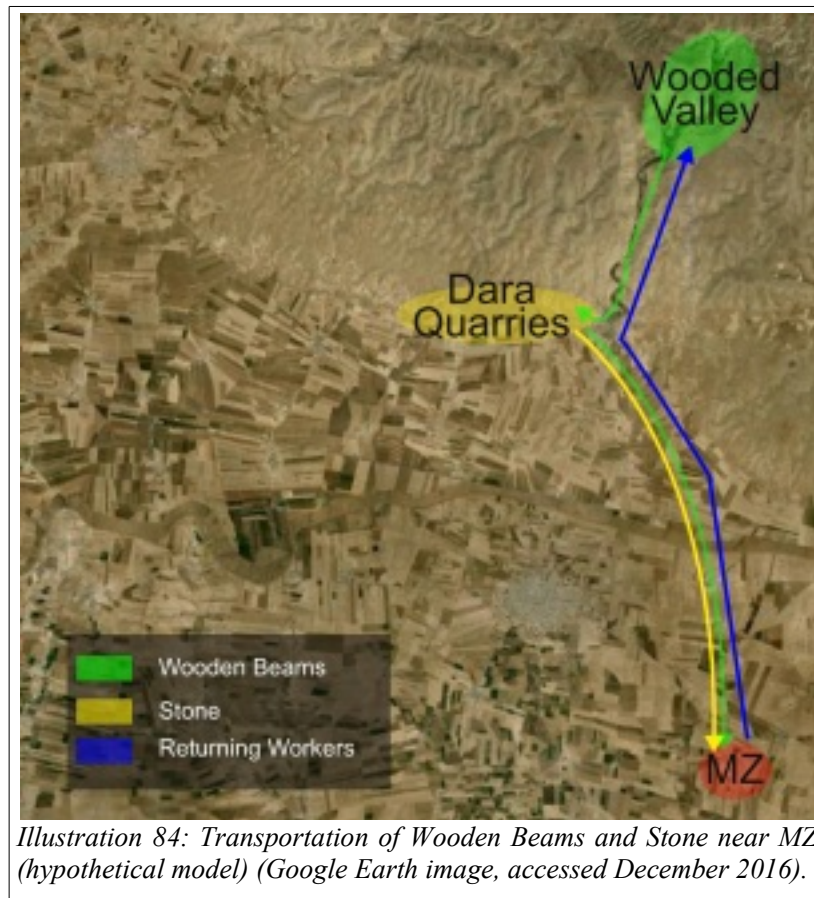 Wooded
Valley
Dara
Quarries
Wooden Beams
Stone
Returning Workers
MZ
Illustration 84: Transportation of Wooden Beams and Stone near MZ
(hypothetical model) (Google Earth image, accessed December 2016).